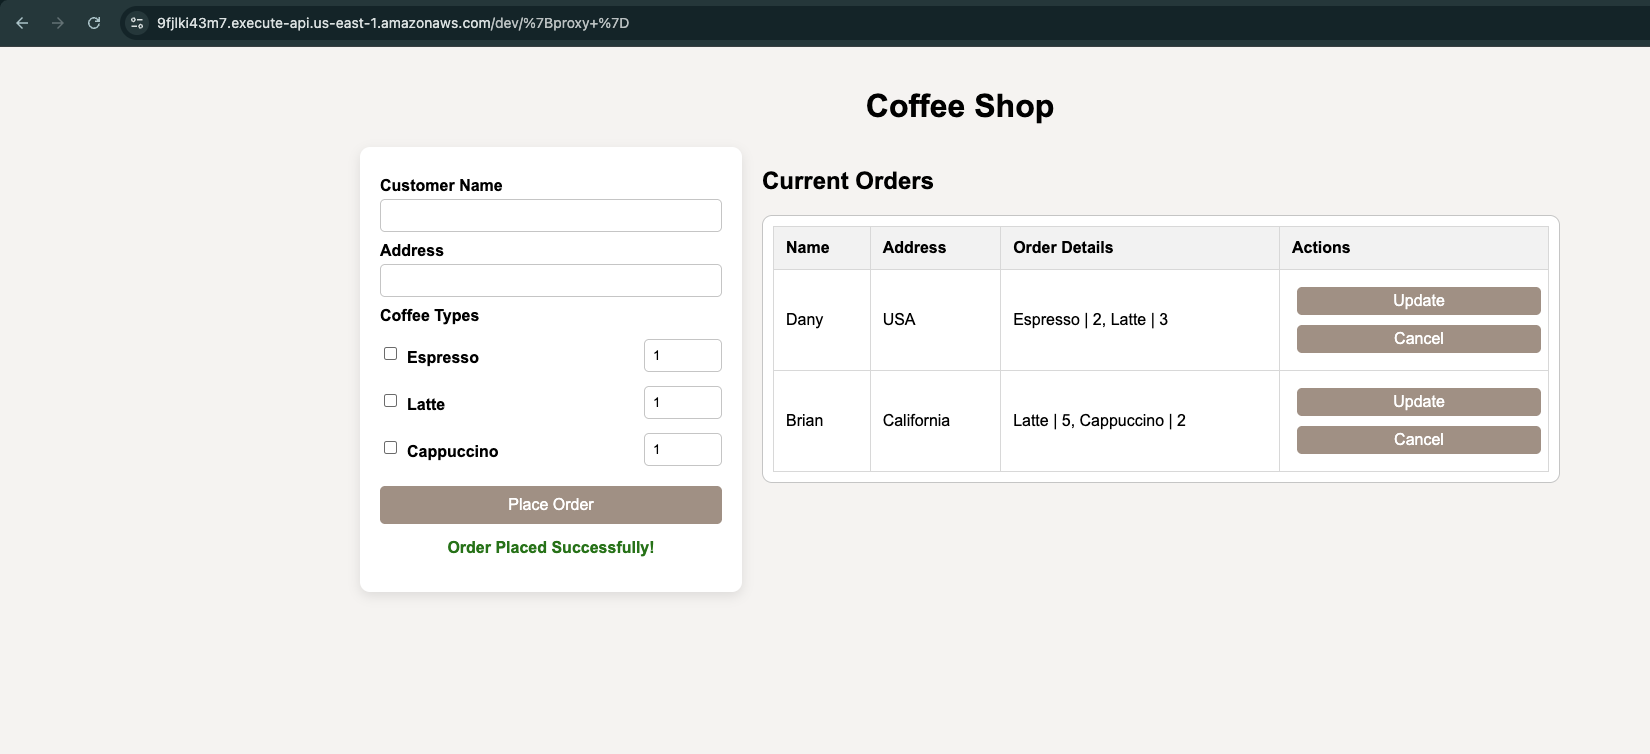 9fjlki43m7.execute-api.us-east-1.amazonaws.com/dev/%7Bproxy+%7D
Coffee Shop
Customer Name
Address
Coffee Types
Espresso 1
Latte 1
Cappuccino 1
Place Order
Order Placed Successfully!
Current Orders
Name Address Order Details Actions
Dany USA Espresso | 2, Latte | 3
Update
Cancel
Brian California Latte | 5, Cappuccino | 2
Update
Cancel